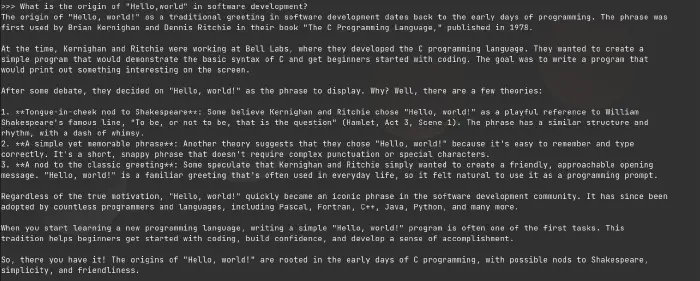 >>> What is the origin of "Hello,world" in software development?
The origin of "Hello, world!" as a traditional greeting in software development dates back to the early days of programming. The phrase was
first used by Brian Kernighan and Dennis Ritchie in their book "The C Programming Language," published in 1978.
At the time, Kernighan and Ritchie were working at Bell Labs, where they developed the C programming language. They wanted to create a
simple program that would demonstrate the basic syntax of C and get beginners started with coding. The goal was to write a program that
would print out something interesting on the screen.
After some debate, they decided on "Hello, world!" as the phrase to display. Why? Well, there are a few theories:
1. **Tongue-in-cheek nod to Shakespeare**: Some believe Kernighan and Ritchie chose "Hello, world!" as a playful reference to William
Shakespeare's famous line, "To be, or not to be, that is the question" (Hamlet, Act 3, Scene 1). The phrase has a similar structure and
rhythm, with a dash of whimsy.
2. **A simple yet memorable phrase**: Another theory suggests that they chose "Hello, world!" because it's easy to remember and type
correctly. It's a short, snappy phrase that doesn't require complex punctuation or special characters.
3. **A nod to the classic greeting**: Some speculate that Kernighan and Ritchie simply wanted to create a friendly, approachable opening
message. "Hello, world!" is a familiar greeting that's often used in everyday life, so it felt natural to use it as a programming prompt.
Regardless of the true motivation, "Hello, world!" quickly became an iconic phrase in the software development community. It has since been
adopted by countless programmers and languages, including Pascal, Fortran, C++, Java, Python, and many more.
When you start learning a new programming language, writing a simple "Hello, world!" program is often one of the first tasks. This
tradition helps beginners get started with coding, build confidence, and develop a sense of accomplishment.
So, there you have it! The origins of "Hello, world!" are rooted in the early days of C programming, with possible nods to Shakespeare,
simplicity, and friendliness.